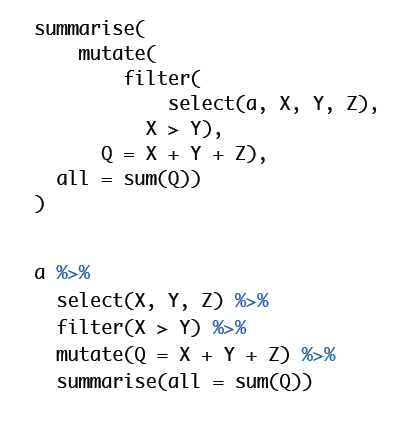 summarise(
    mutate(
        filter(
            select(a, X, Y, Z),
          X > Y),
      Q = X + Y + Z),
  all = sum(Q))
)
a %>%
  select(X, Y, Z) %>%
  filter(X > Y) %>%
  mutate(Q = X + Y + Z) %>%
  summarise(all = sum(Q))